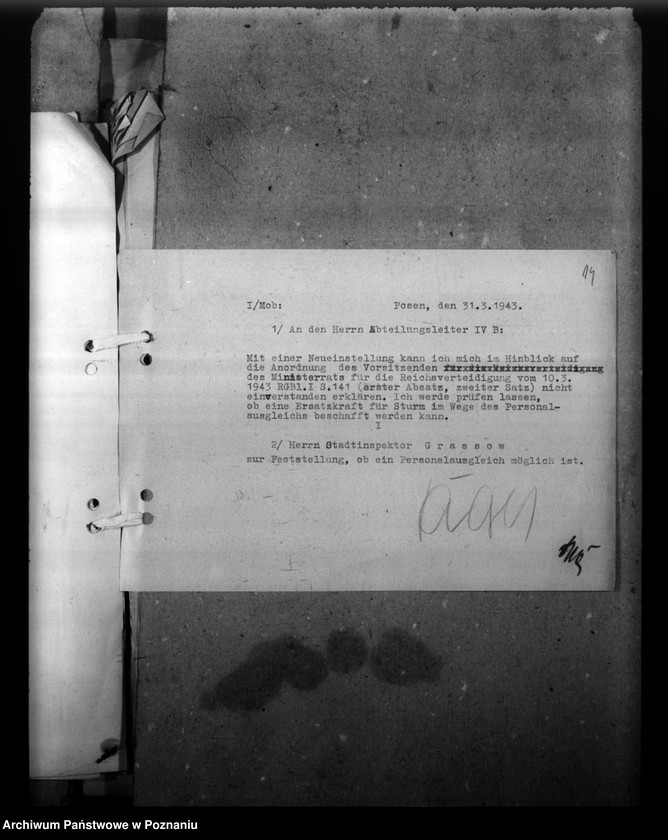 14
I/Mob: Posen, den 31.3.1943.
1/ An den Herrn Abteilungsleiter IV B:
Mit einer Neueinstellung kann ich mich im Hinblick auf
die Anordnung des Vorsitzenden
des Ministerrats für die Reichsverteidigung vom 10.3.
1943 RGBl.I S.141 (erster Absatz, zweiter Satz) nicht
einverstanden erklären. Ich werde prüfen lassen,
ob eine Ersatzkraft für Sturm im Wege des Personal-
ausgleichs beschafft werden kann.
I
2/ Herrn Stadtinspektor G r a s s o w
zur Feststellung, ob ein Personalausgleich möglich ist.
Archiwum Państwowe w Poznaniu